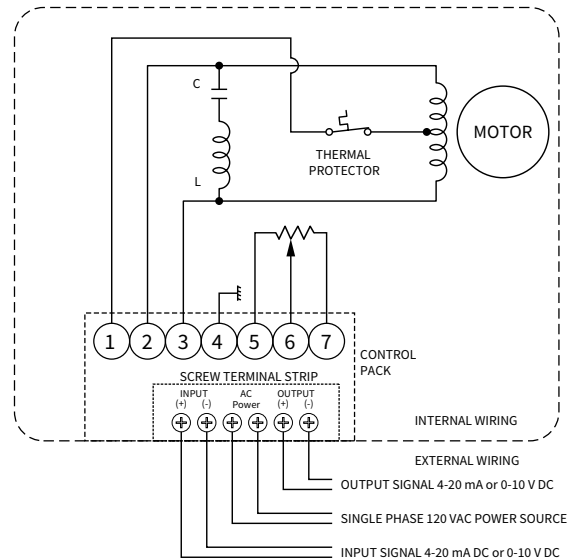 C
L
MOTOR
THERMAL
PROTECTOR
1 2 3 4 5 6 7
CONTROL
PACK
SCREW TERMINAL STRIP
INPUT AC OUTPUT
(+) (-) Power (+) (-)
INTERNAL WIRING
EXTERNAL WIRING
OUTPUT SIGNAL 4-20 mA or 0-10 V DC
SINGLE PHASE 120 VAC POWER SOURCE
INPUT SIGNAL 4-20 mA DC or 0-10 V DC